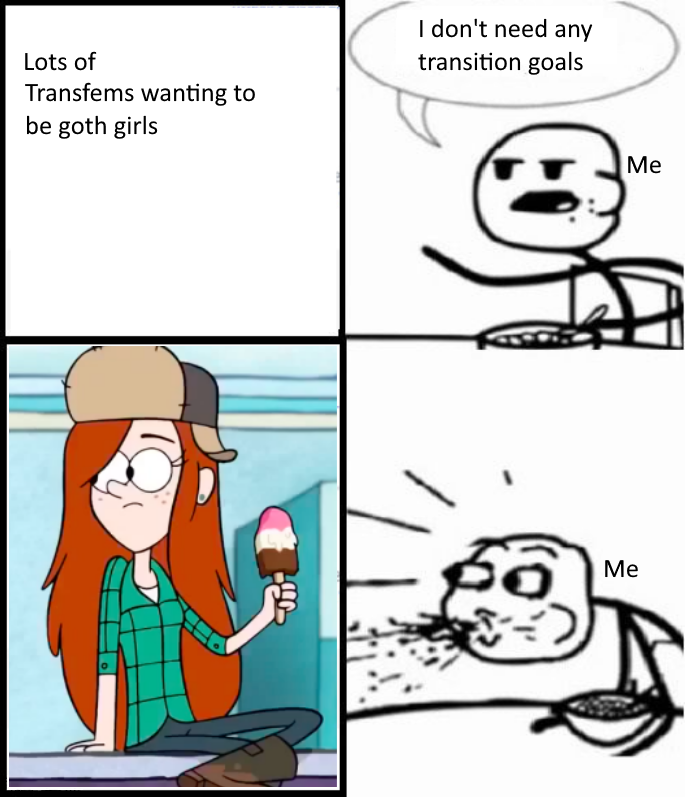 Lots of
Transfems wanting to
be goth girls
I don't need any
transition goals
Me
Me